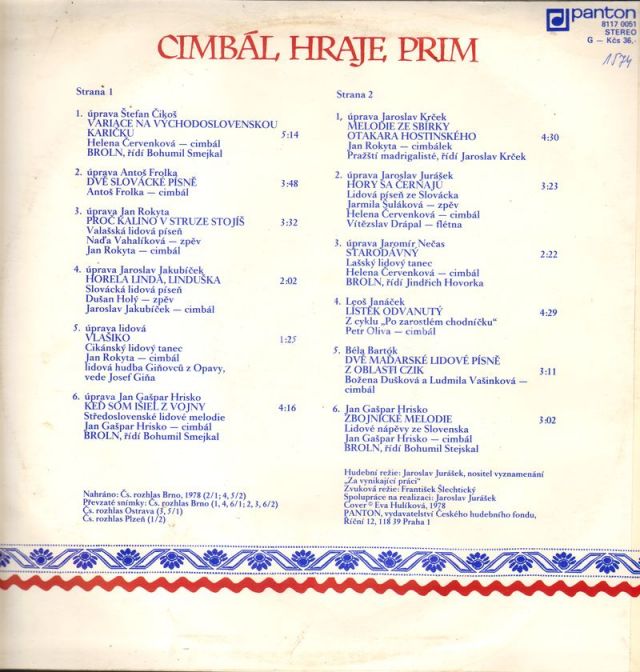 panton
8117 0051
STEREO
G — Kčs 36,-
1574
CIMBÁL HRAJE PRIM
Strana 1
1. úprava Štefan Čikoš
VARIACE NA VÝCHODOSLOVENSKOU
KARIČKU 5:14
Helena Červenková — cimbál
BROLN, řídí Bohumil Smejkal
2. úprava Antoš Frolka
DVĚ SLOVÁCKÉ PÍSNĚ 3:48
Antoš Frolka — cimbál
3. úprava Jan Rokyta
PROČ KALINO V STRUZE STOJÍŠ 3:32
Valašská lidová píseň
Naďa Vahalíková — zpěv
Jan Rokyta — cimbál
4. úprava Jaroslav Jakubíček
HORELA LINDA, LINDUŠKA 2:02
Slovácká lidová píseň
Dušan Holý — zpěv
Jaroslav Jakubíček — cimbál
5. úprava lidová
VLAŠIKO 1:25
Cikánský lidový tanec
Jan Rokyta — cimbál
lidová hudba Giňovců z Opavy,
vede Josef Giňa
6. úprava Jan Gašpar Hrisko
KEĎ SOM IŠIEL Z VOJNY 4:16
Středoslovenské lidové melodie
Jan Gašpar Hrisko — cimbál
BROLN, řídí Bohumil Smejkal
Nahráno: Čs. rozhlas Brno, 1978 (2/1; 4, 5/2)
Převzaté snímky: Čs. rozhlas Brno (1, 4, 6/1; 2, 3, 6/2)
Čs. rozhlas Ostrava (3, 5/1)
Čs. rozhlas Plzeň (1/2)
Strana 2
1, úprava Jaroslav Krček
MELODIE ZE SBÍRKY
OTAKARA HOSTINSKÉHO 4:30
Jan Rokyta — cimbálek
Pražští madrigalisté, řídí Jaroslav Krček
2. úprava Jaroslav Jurášek
HORY SA ČERNAJÚ 3:23
Lidová píseň ze Slovácka
Jarmila Šuláková — zpěv
Helena Červenková — cimbál
Vítězslav Drápal — flétna
3. úprava Jaromír Nečas
STARODÁVNÝ 2:22
Lašský lidový tanec
Helena Červenková — cimbál
BROLN, řídí Jindřich Hovorka
4. Leoš Janáček
LÍSTEK ODVANUTÝ 4:29
Z cyklu „Po zarostlém chodníčku“
Petr Oliva — cimbál
5. Béla Bartók
DVĚ MAĎARSKÉ LIDOVÉ PÍSNĚ
Z OBLASTI CZIK 3:11
Božena Dušková a Ludmila Vašinková —
cimbál
6. Jan Gašpar Hrisko
ZBOJNICKÉ MELODIE 3:02
Lidové nápěvy ze Slovenska
Jan Gašpar Hrisko — cimbál
BROLN, řídí Bohumil Stejskal
Hudební režie: Jaroslav Jurášek, nositel vyznamenání
„Za vynikající práci“
Zvuková režie: František Šlechtický
Spolupráce na realizaci: Jaroslav Jurášek
Cover © Eva Hulíková, 1978
PANTON, vydavatelství Českého hudebního fondu,
Říční 12, 118 39 Praha 1